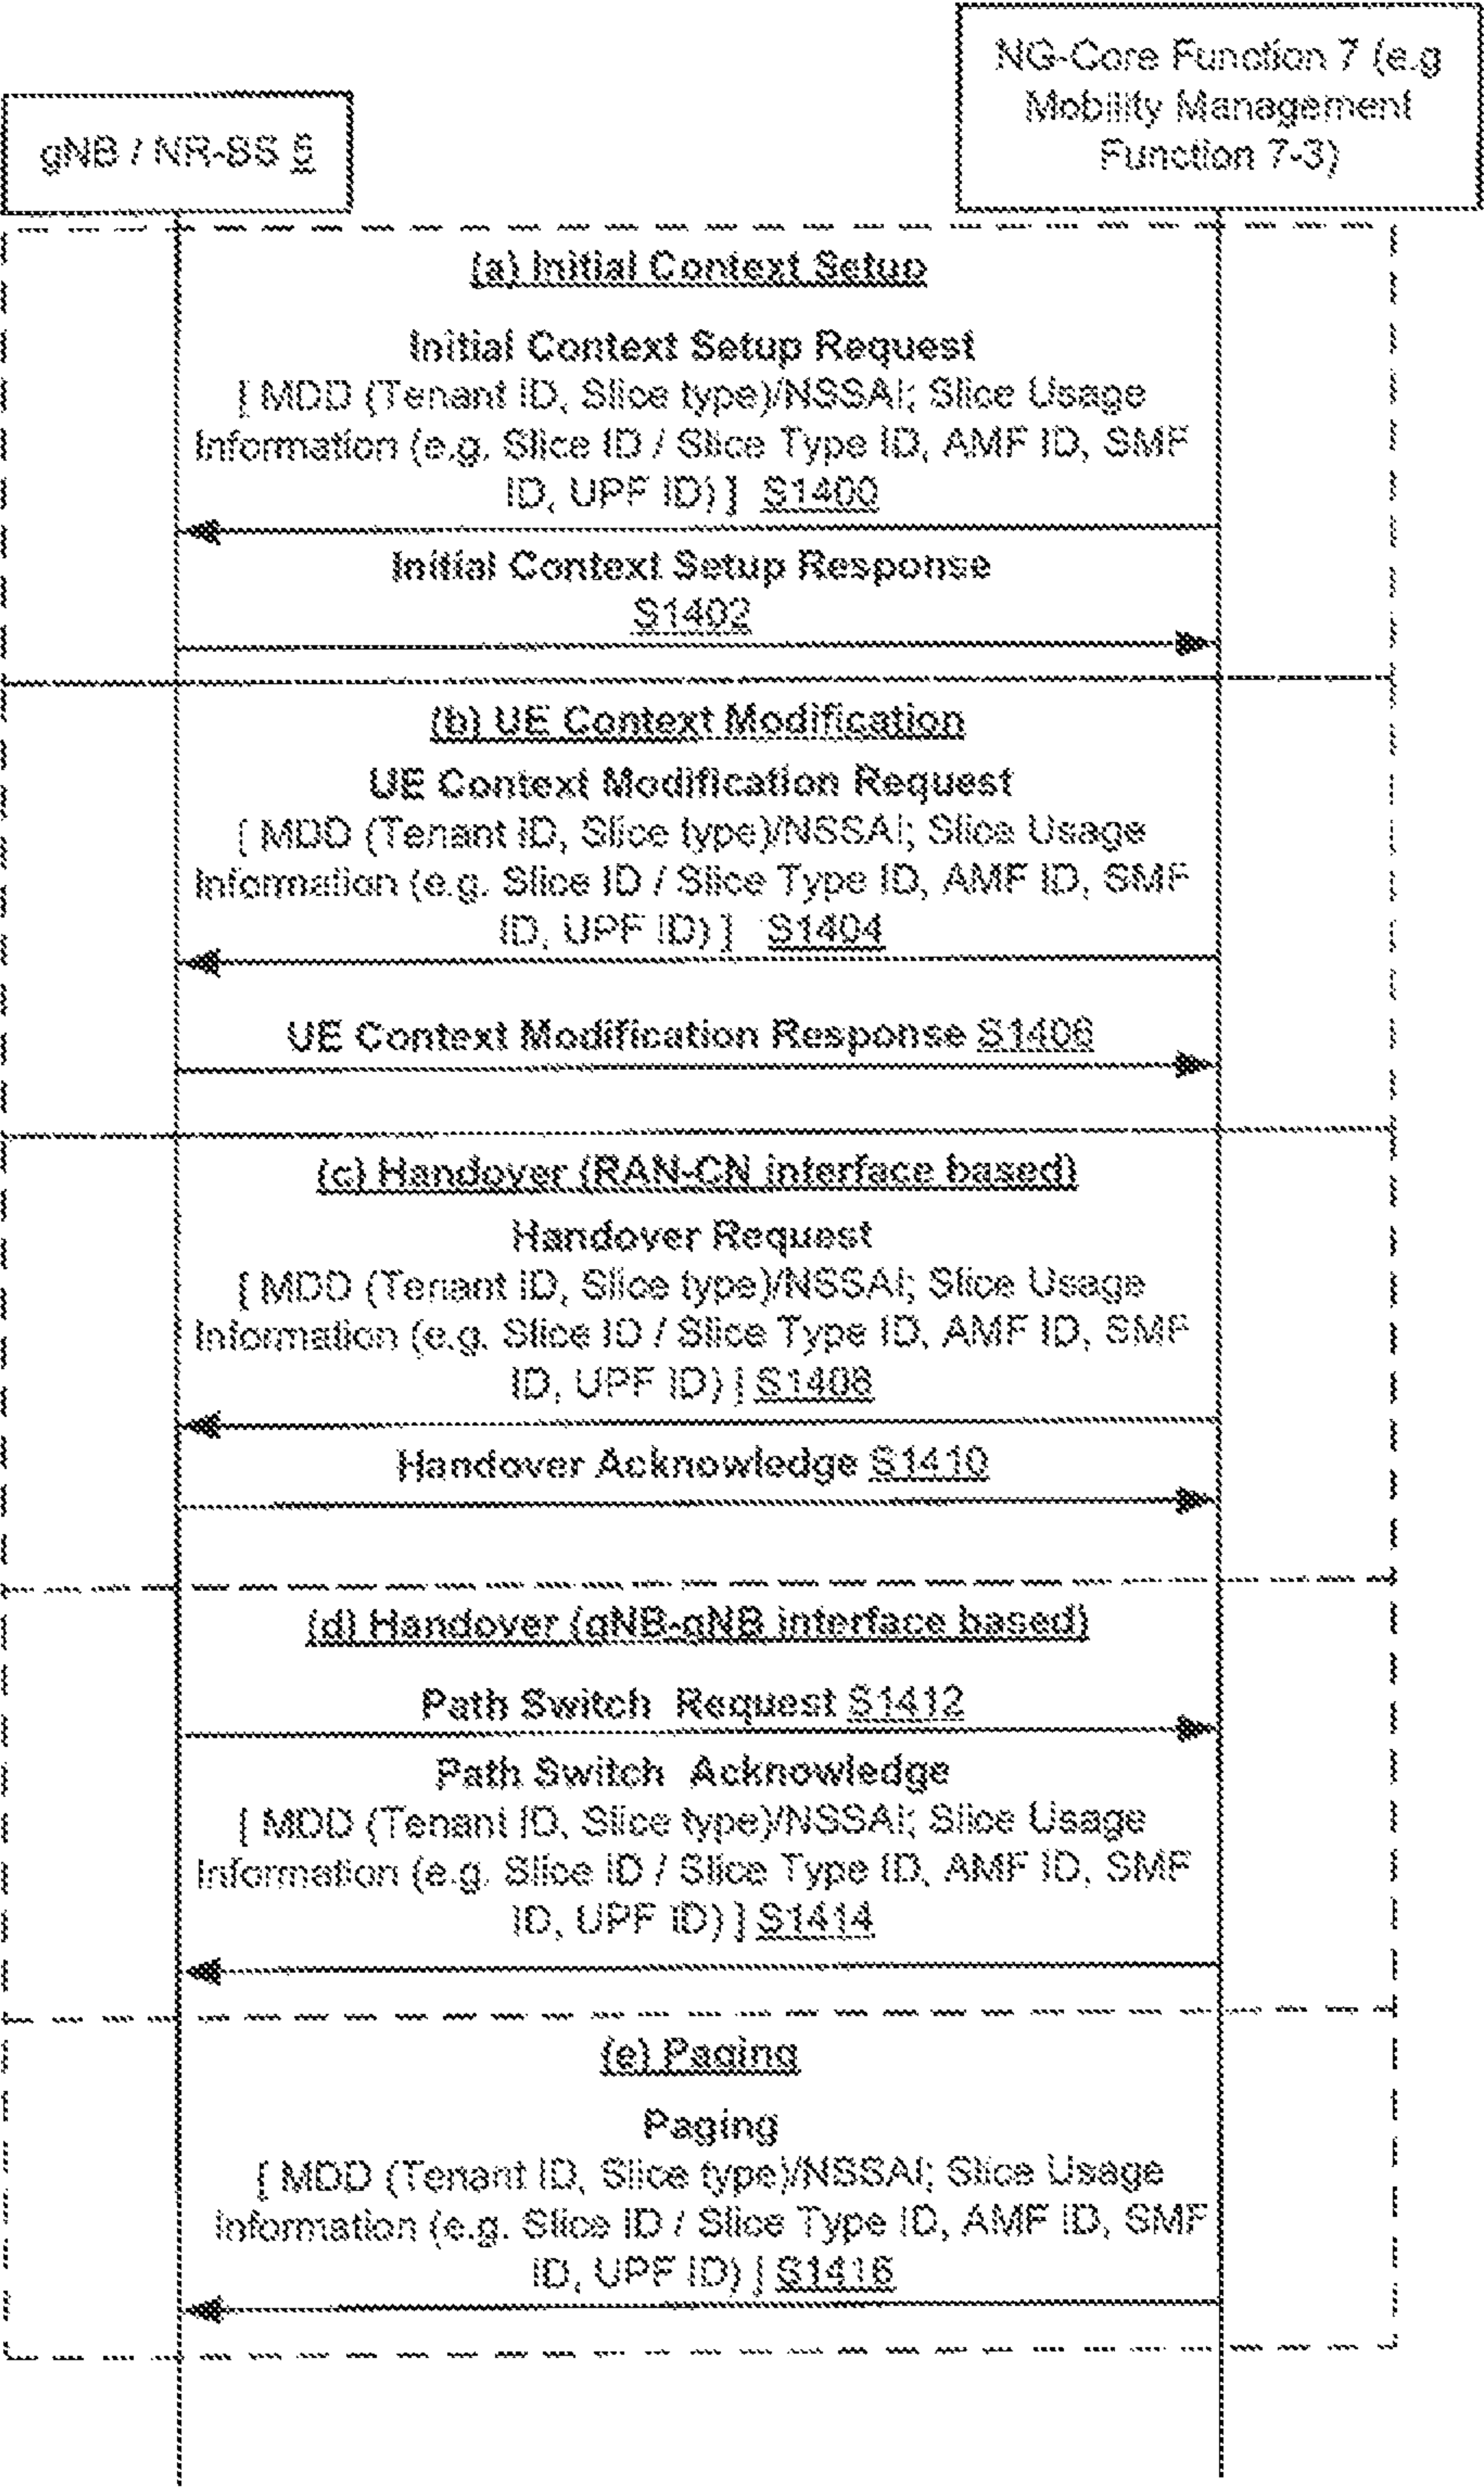 NG-Core Function 7 (e.g
Mobility Management
Function 7-3)
gNB / NR-BS 5
(a) Initial Context Setup
Initial Context Setup Request
[ MDD (Tenant ID, Slice type)/NSSAI; Slice Usage
Information (e.g. Slice ID / Slice Type ID, AMF ID, SMF
ID, UPF ID) ] S1400
Initial Context Setup Response
S1402
(b) UE Context Modification
UE Context Modification Request
[ MDD (Tenant ID, Slice type)/NSSAI; Slice Usage
Information (e.g. Slice ID / Slice Type ID, AMF ID, SMF
ID, UPF ID) ] S1404
UE Context Modification Response S1406
(c) Handover (RAN-CN interface based)
Handover Request
[ MDD (Tenant ID, Slice type)/NSSAI; Slice Usage
Information (e.g. Slice ID / Slice Type ID, AMF ID, SMF
ID, UPF ID) ] S1408
Handover Acknowledge S1410
(d) Handover (gNB-gNB interface based)
Path Switch Request S1412
Path Switch Acknowledge
[ MDD (Tenant ID, Slice type)/NSSAI; Slice Usage
Information (e.g. Slice ID / Slice Type ID, AMF ID, SMF
ID, UPF ID) ] S1414
(e) Paging
Paging
[ MDD (Tenant ID, Slice type)/NSSAI; Slice Usage
Information (e.g. Slice ID / Slice Type ID, AMF ID, SMF
ID, UPF ID) ] S1416